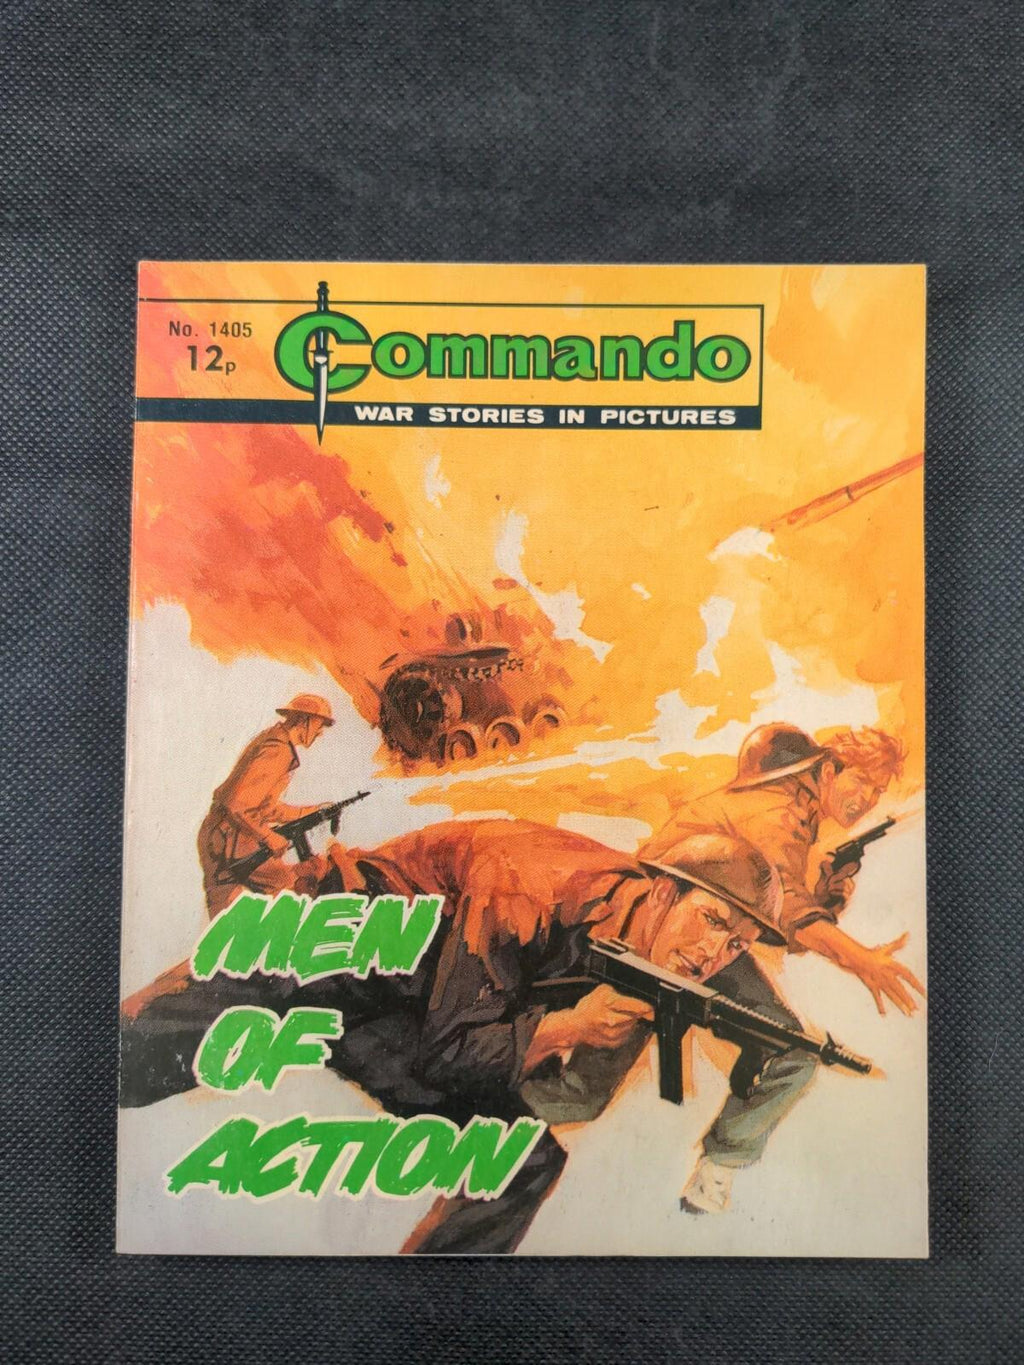 No. 1405
12p
Commando
WAR STORIES IN PICTURES
MEN
OF
ACTION